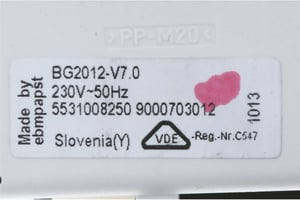 >PP-M20<
Made by
ebmpapst
BG2012-V7.0
230V~50Hz
5531008250 9000703012
1013
Slovenia(Y)
VDE
-Reg.-Nr.C547